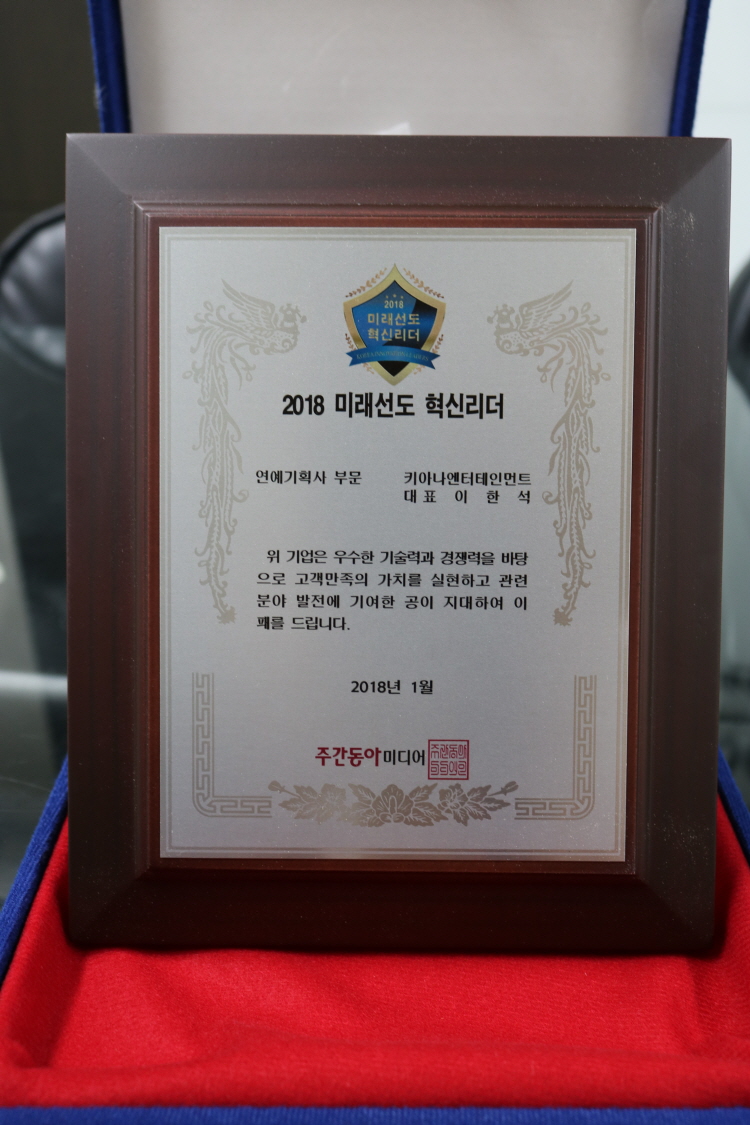 2018
미래선도
혁신리더
2018 미래선도 혁신리더
연예기획사 부문 키아나엔터테인먼트
대표 이 한 석
위 기업은 우수한 기술력과 경쟁력을 바탕
으로 고객만족의 가치를 실현하고 관련
분야 발전에 기여한 공이 지대하여 이
패를 드립니다.
2018년 1월
주간동아미디어